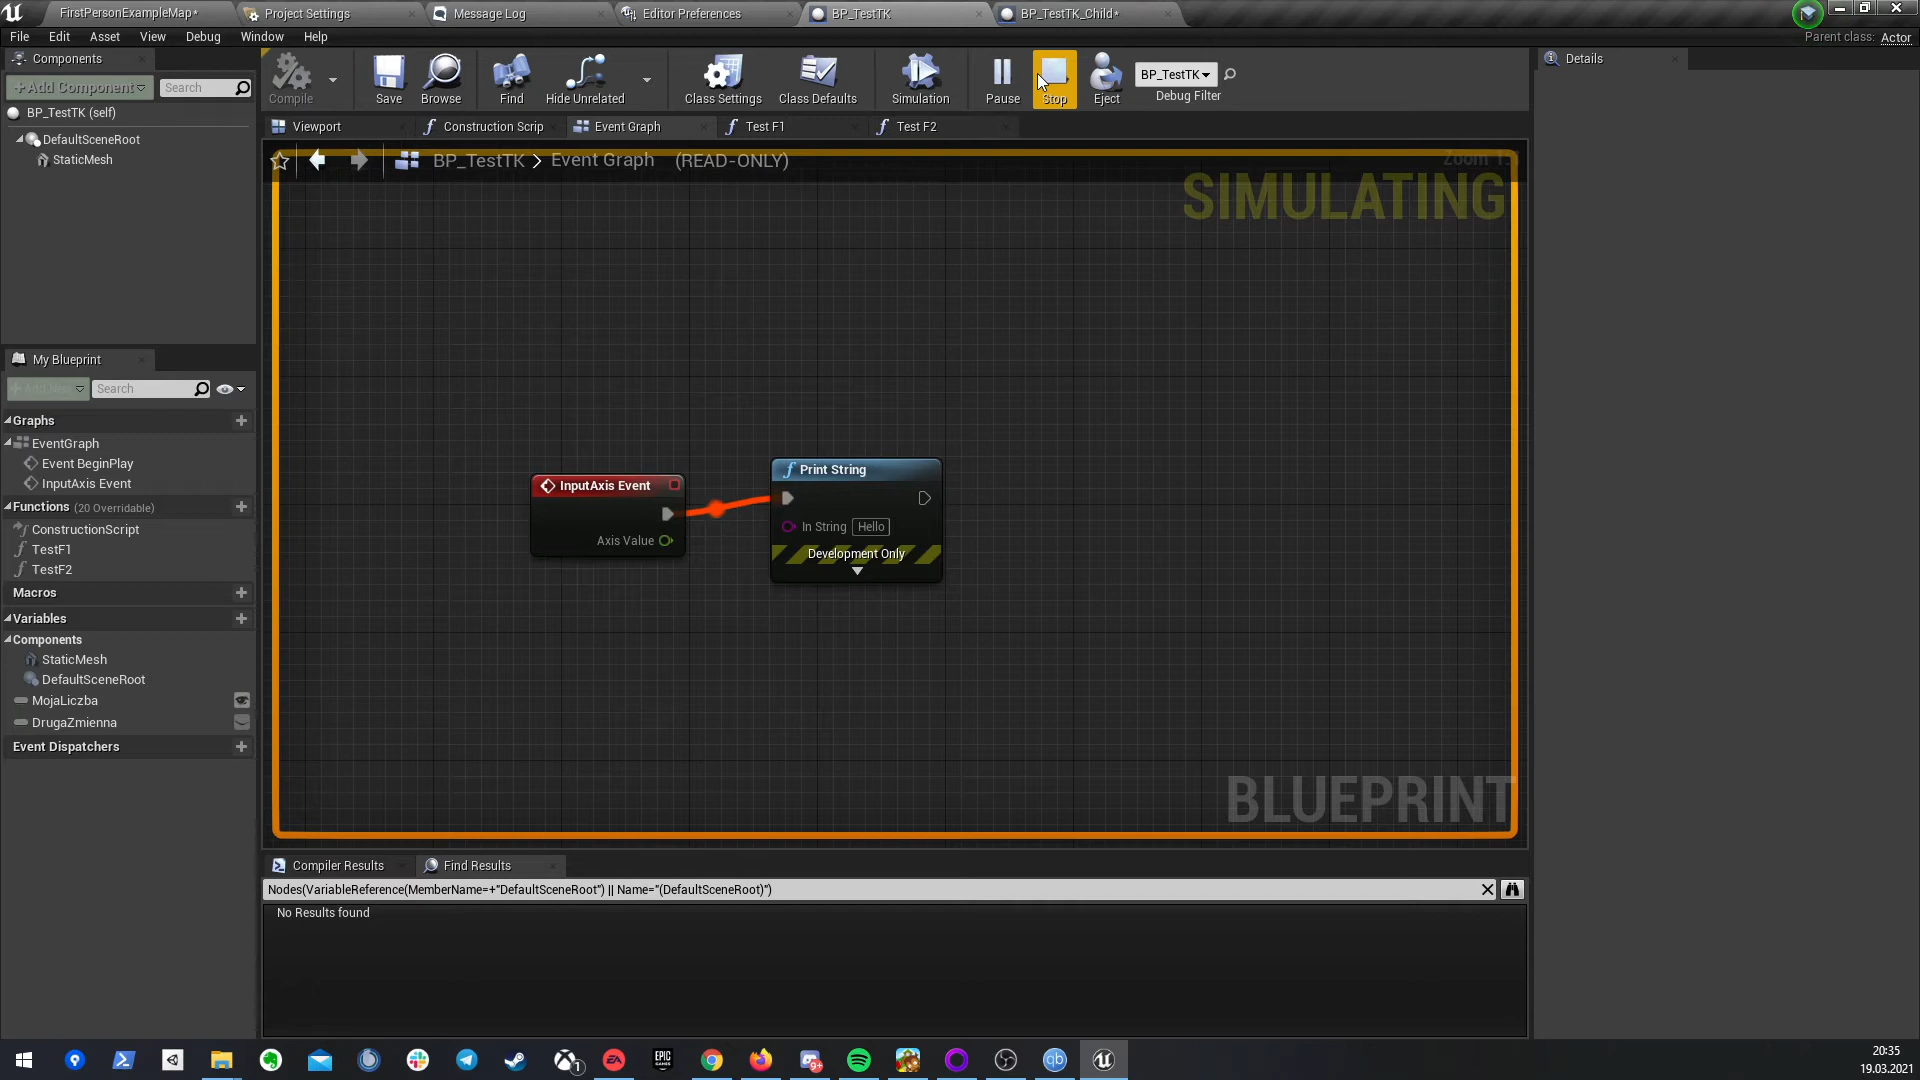 FirstPersonExampleMap*
Project Settings
Message Log
Editor Preferences
BP_TestTK
BP_TestTK_Child*
File Edit Asset View Debug Window Help
Parent class: Actor
Components
+Add Component
Search
BP_TestTK (self)
DefaultSceneRoot
StaticMesh
Compile
Save
Browse
Find
Hide Unrelated
Class Settings
Class Defaults
Simulation
Pause
Stop
Eject
BP_TestTK
Debug Filter
Details
Viewport
Construction Scrip
Event Graph
Test F1
Test F2
BP_TestTK > Event Graph (READ-ONLY)
SIMULATING
InputAxis Event
Axis Value
Print String
In String Hello
Development Only
BLUEPRINT
My Blueprint
Search
Graphs
EventGraph
Event BeginPlay
InputAxis Event
Functions (20 Overridable)
ConstructionScript
TestF1
TestF2
Macros
Variables
Components
StaticMesh
DefaultSceneRoot
MojaLiczba
DrugaZmienna
Event Dispatchers
Compiler Results
Find Results
Nodes(VariableReference(MemberName=+"DefaultSceneRoot") || Name="(DefaultSceneRoot)")
No Results found
20:35
19.03.2021